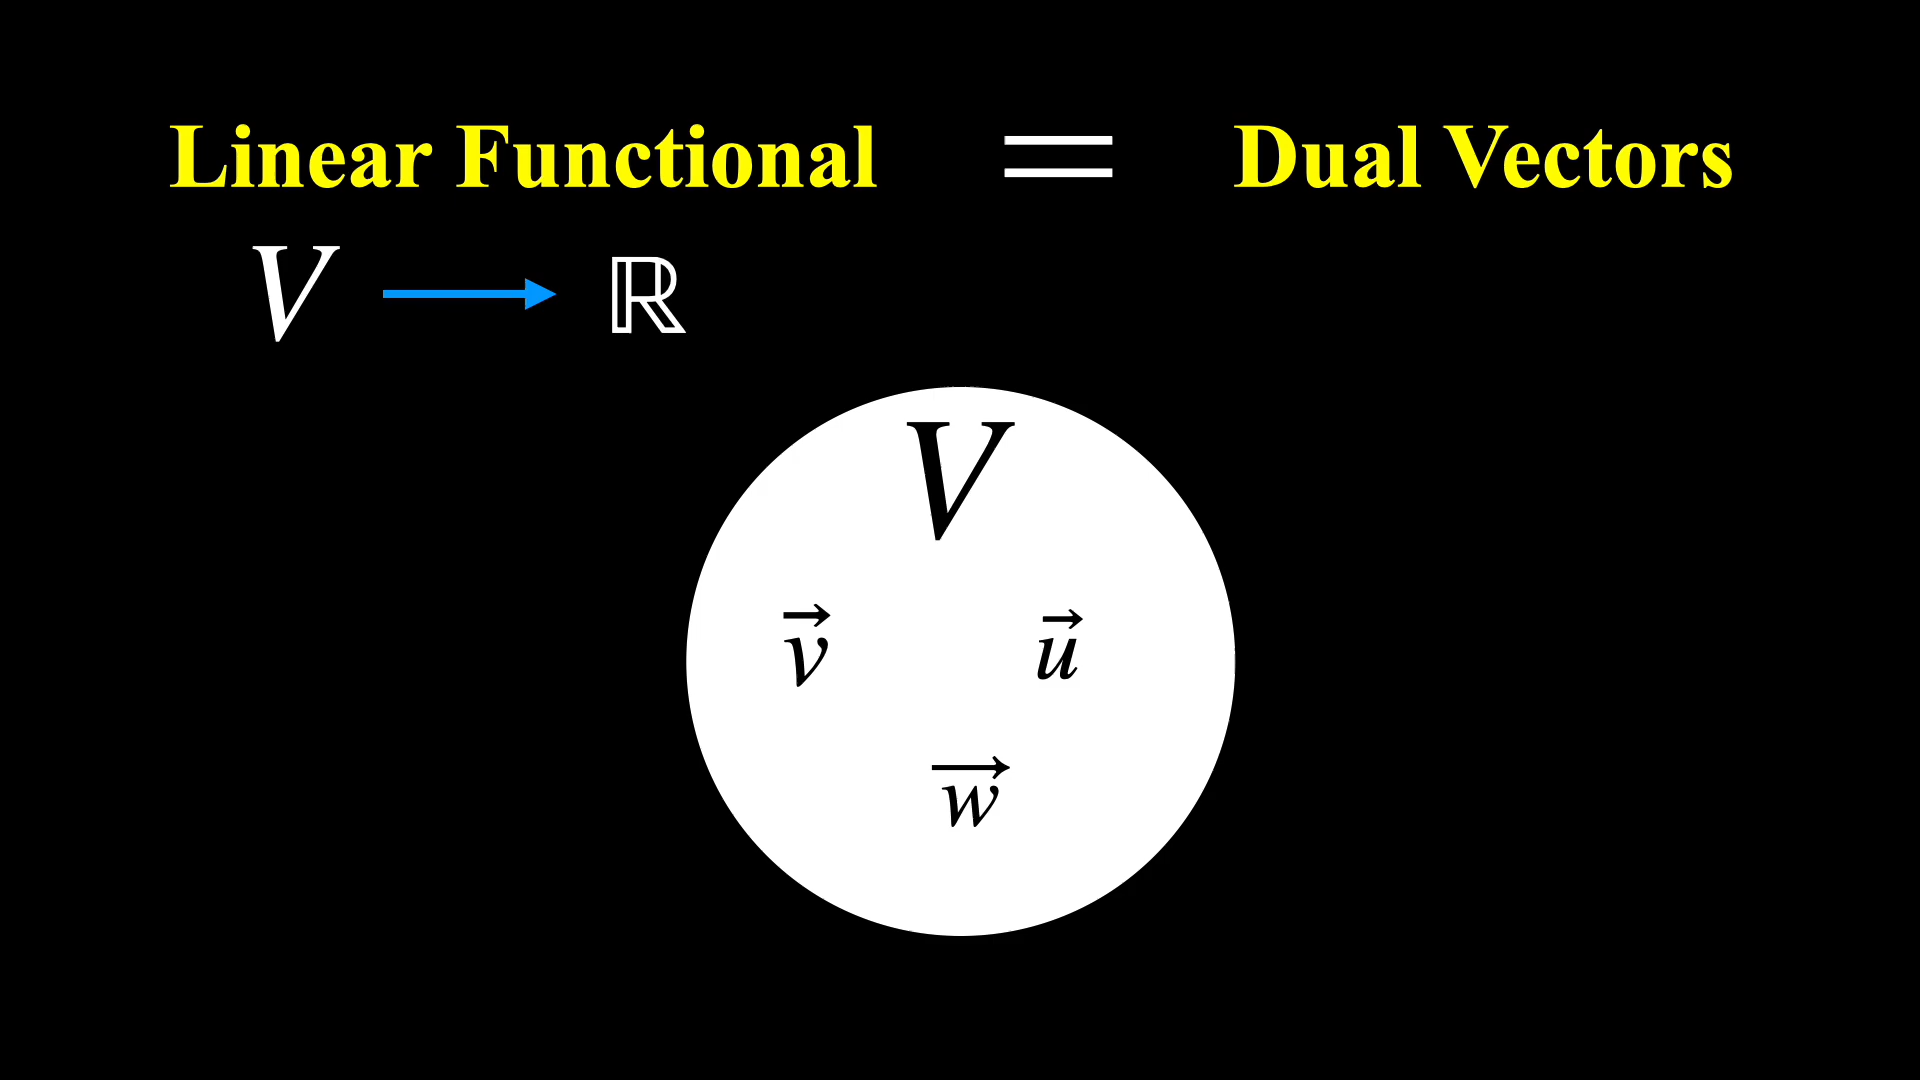 Linear Functional = Dual Vectors
V → ℝ
V
v⃗ u⃗
w⃗